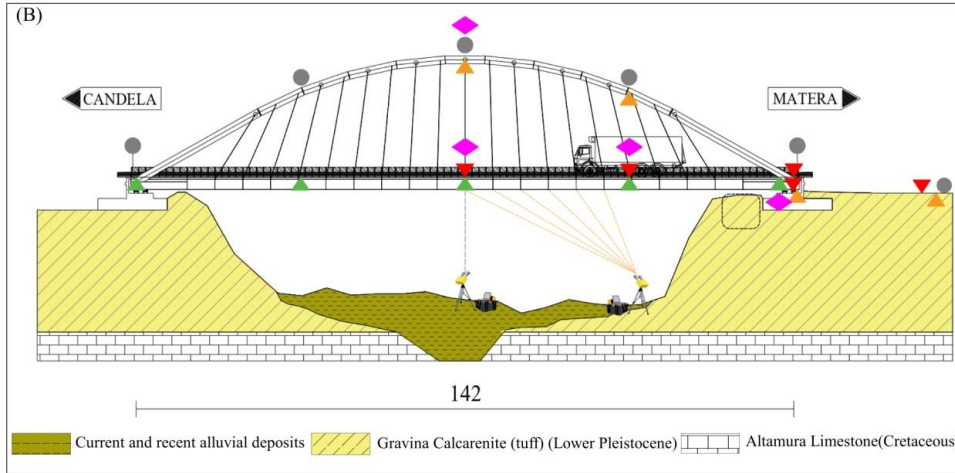 (B)
CANDELA
MATERA
142
Current and recent alluvial deposits
Gravina Calcarenite (tuff) (Lower Pleistocene)
Altamura Limestone(Cretaceous